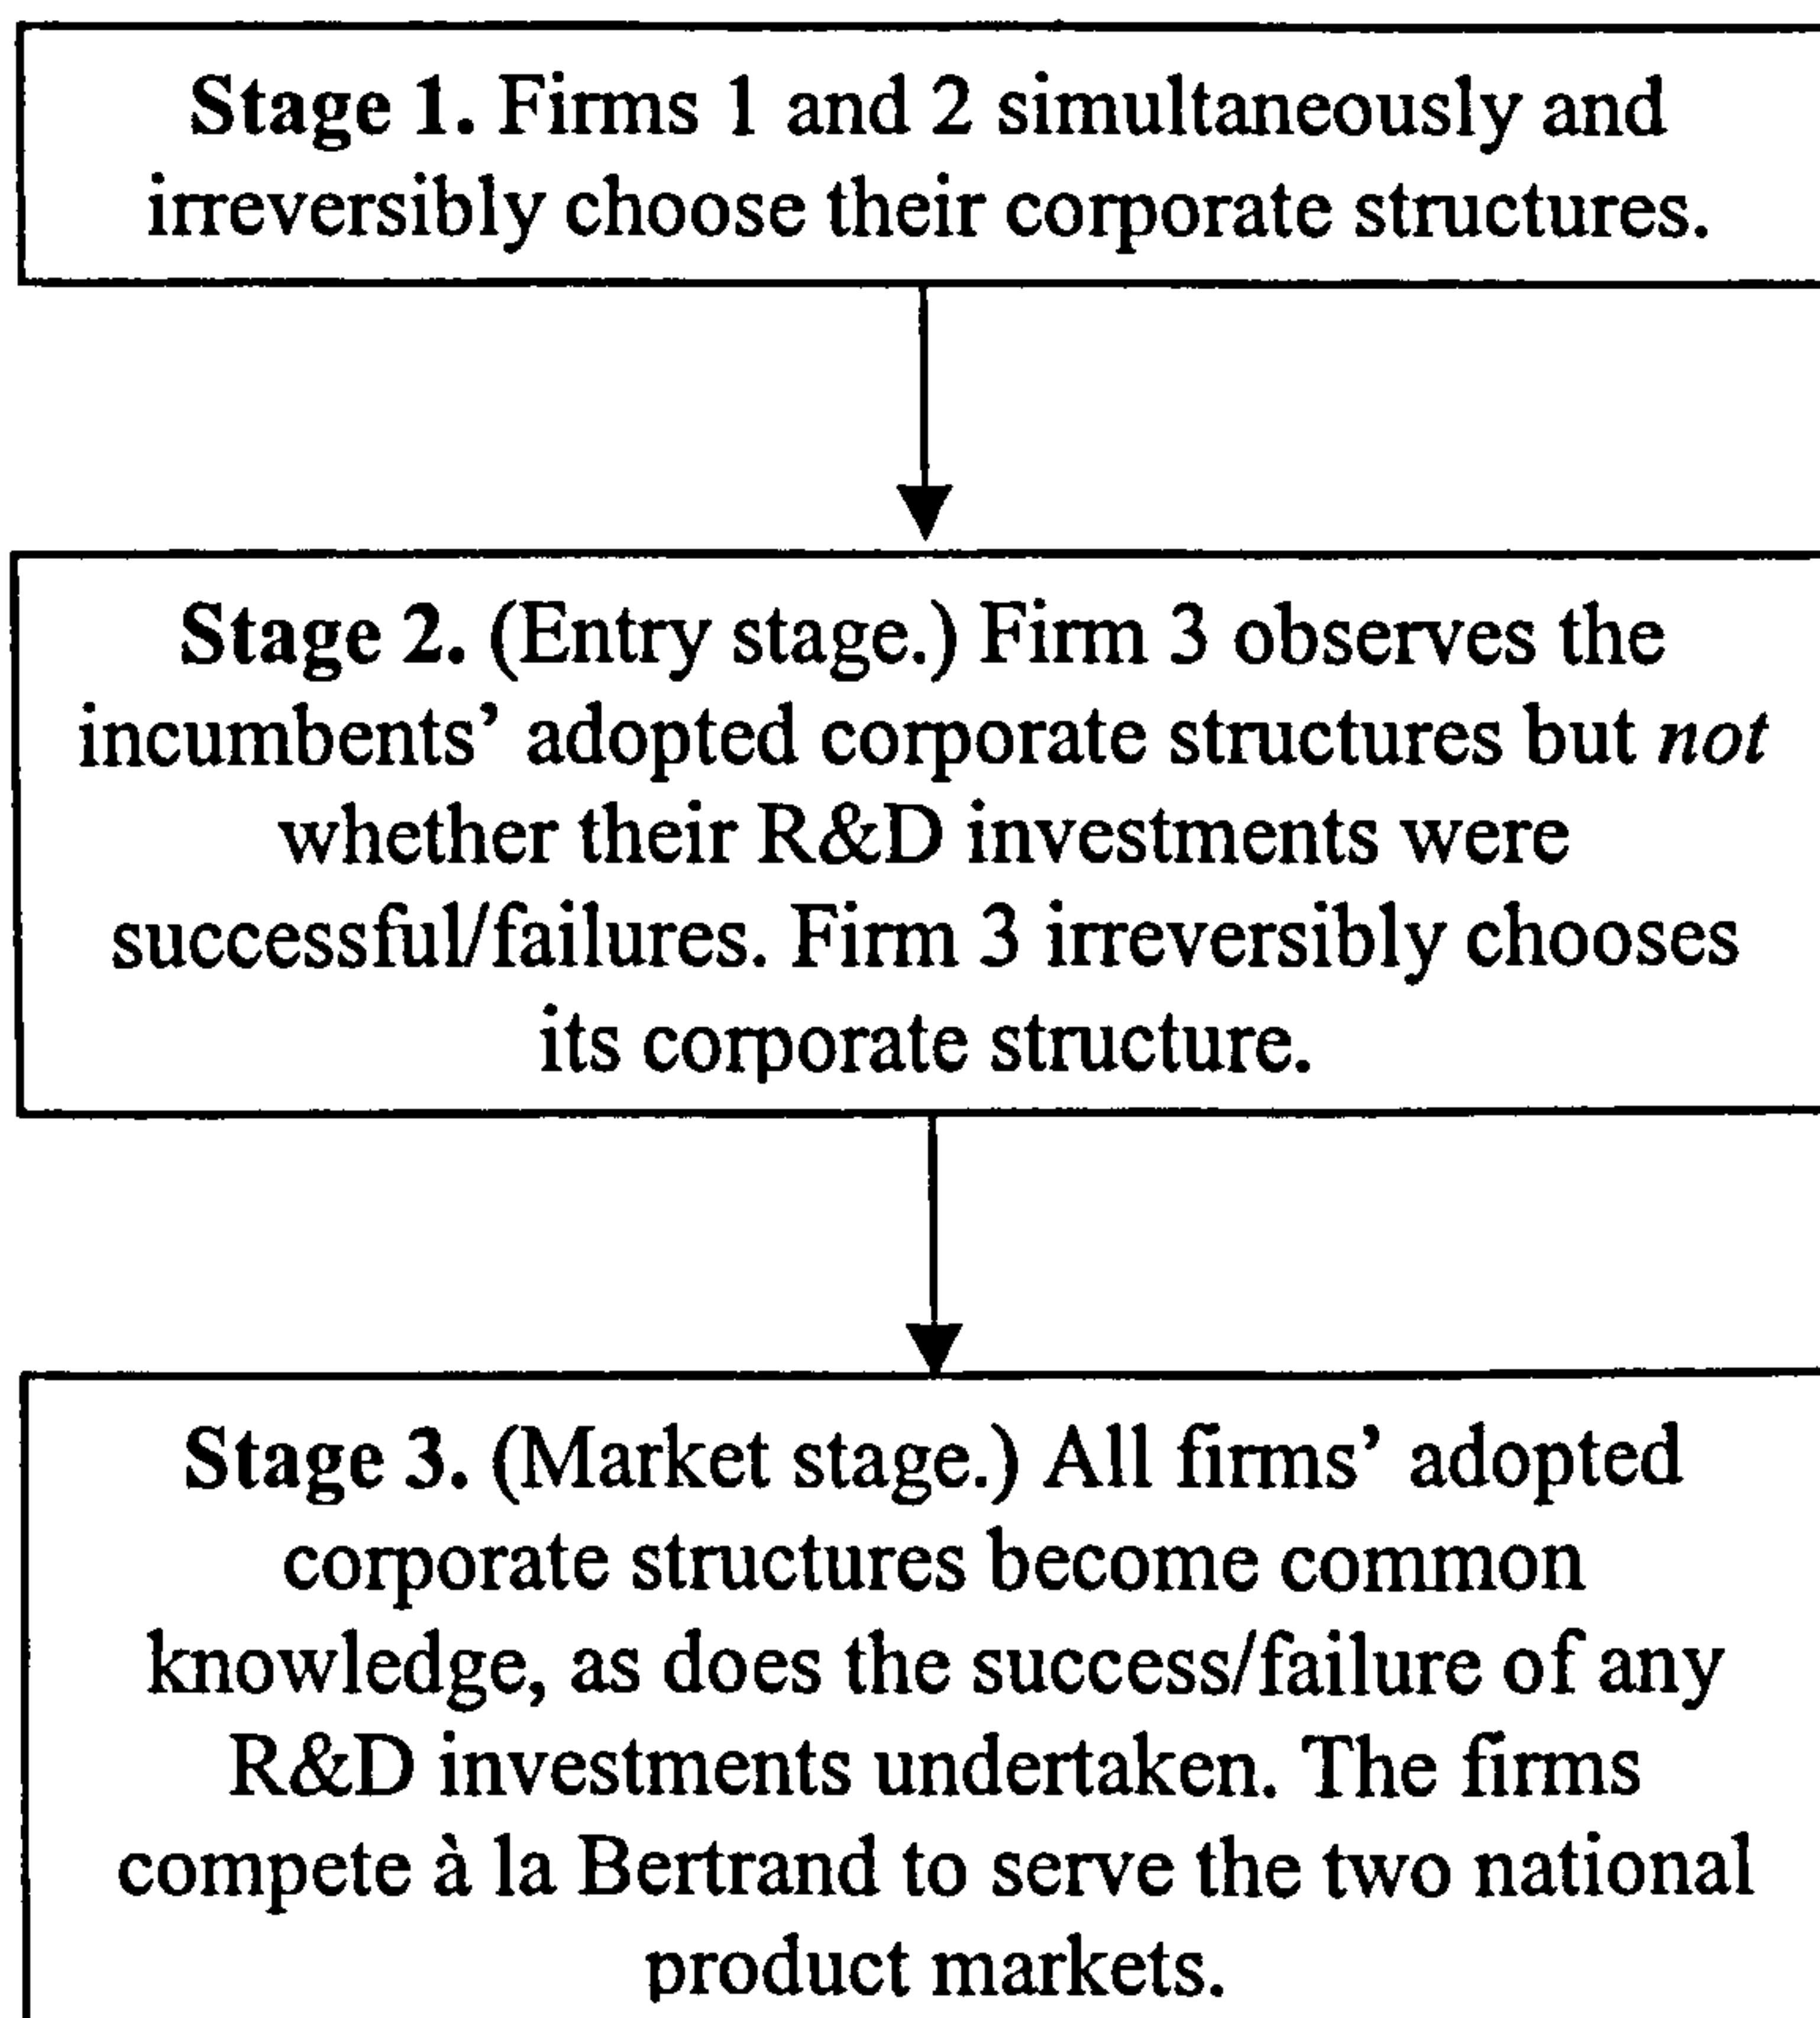 Stage 1. Firms 1 and 2 simultaneously and
irreversibly choose their corporate structures.
Stage 2. (Entry stage.) Firm 3 observes the
incumbents’ adopted corporate structures but not
whether their R&D investments were
successful/failures. Firm 3 irreversibly chooses
its corporate structure.
Stage 3. (Market stage.) All firms’ adopted
corporate structures become common
knowledge, as does the success/failure of any
R&D investments undertaken. The firms
compete à la Bertrand to serve the two national
product markets.